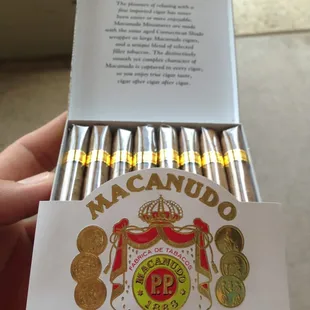 The pleasure of relaxing with a
fine imported cigar has never
been easier or more enjoyable.
Macanudo Miniatures are made
with the same aged Connecticut Shade
wrapper as large Macanudo cigars,
and a unique blend of selected
filler tobaccos. The distinctively
smooth yet complex character of
Macanudo is captured in every cigar,
so you enjoy true cigar taste,
cigar after cigar after cigar.
MACANUDO
FABRICA DE TABACOS
MACANUDO
P.P.
1868